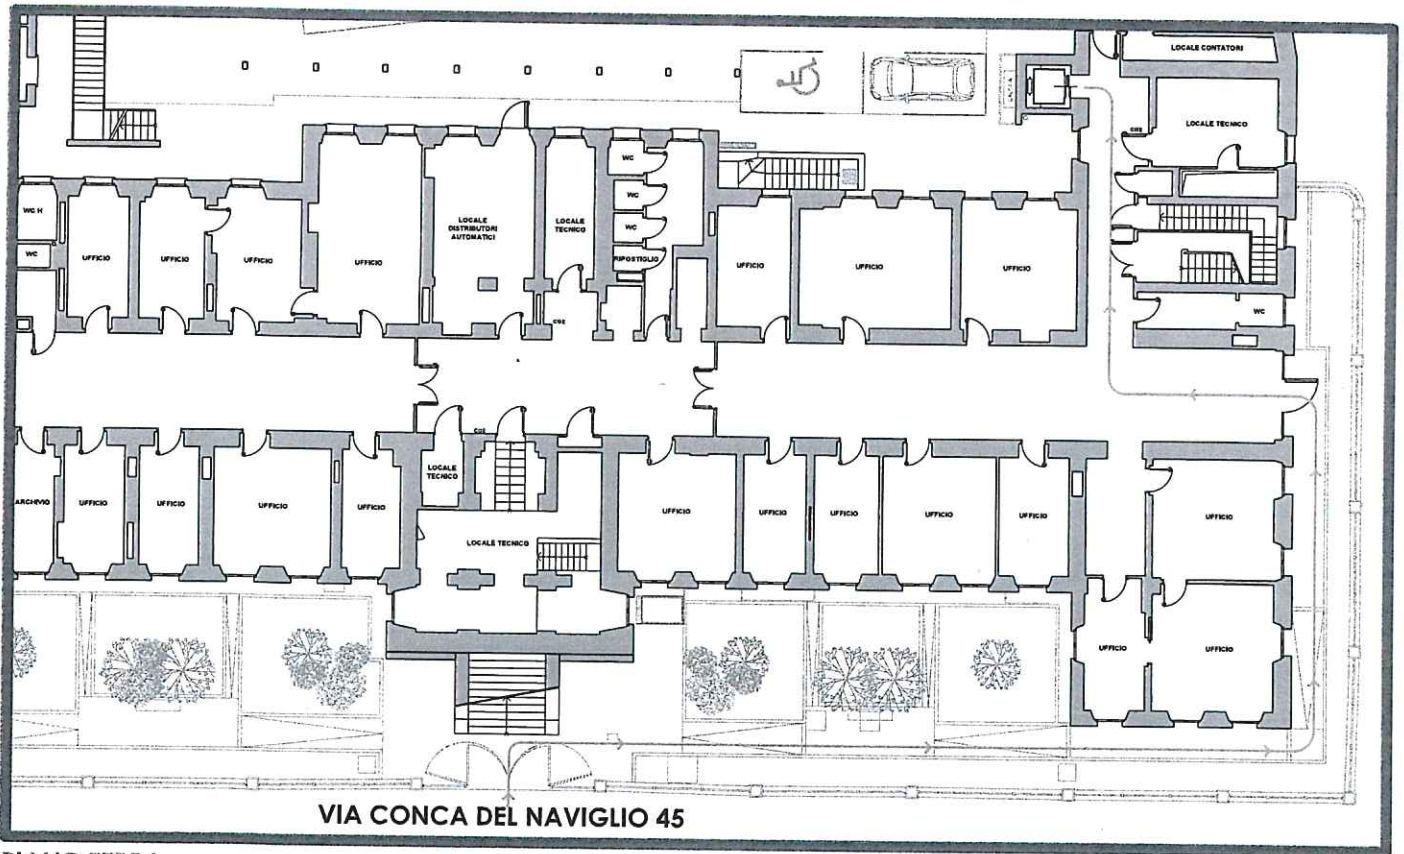 LOCALE CONTATORI
LOCALE TECNICO
WC
WC H
WC
LOCALE
DISTRIBUTORI
AUTOMATICI
LOCALE
TECNICO
WC
WC
WC
RIPOSTIGLIO
UFFICIO
UFFICIO
UFFICIO
UFFICIO
UFFICIO
UFFICIO
UFFICIO
WC
ARCHIVIO
UFFICIO
UFFICIO
UFFICIO
UFFICIO
LOCALE
TECNICO
LOCALE TECNICO
UFFICIO
UFFICIO
UFFICIO
UFFICIO
UFFICIO
UFFICIO
UFFICIO
UFFICIO
VIA CONCA DEL NAVIGLIO 45